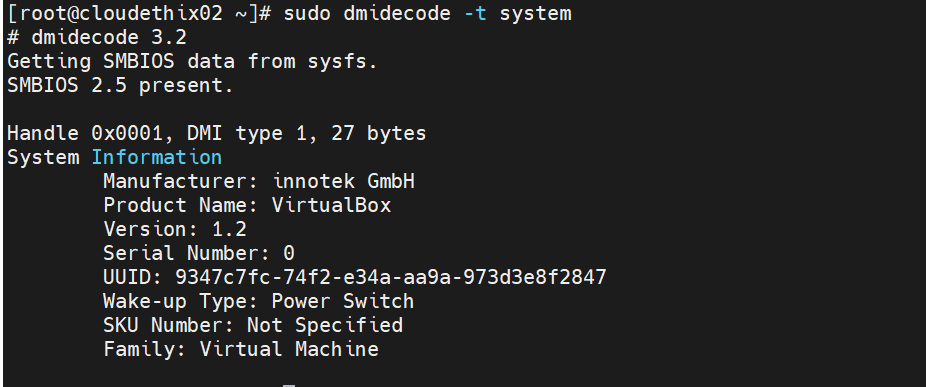 [root@cloudethix02 ~]# sudo dmidecode -t system
# dmidecode 3.2
Getting SMBIOS data from sysfs.
SMBIOS 2.5 present.
Handle 0x0001, DMI type 1, 27 bytes
System Information
Manufacturer: innotek GmbH
Product Name: VirtualBox
Version: 1.2
Serial Number: 0
UUID: 9347c7fc-74f2-e34a-aa9a-973d3e8f2847
Wake-up Type: Power Switch
SKU Number: Not Specified
Family: Virtual Machine